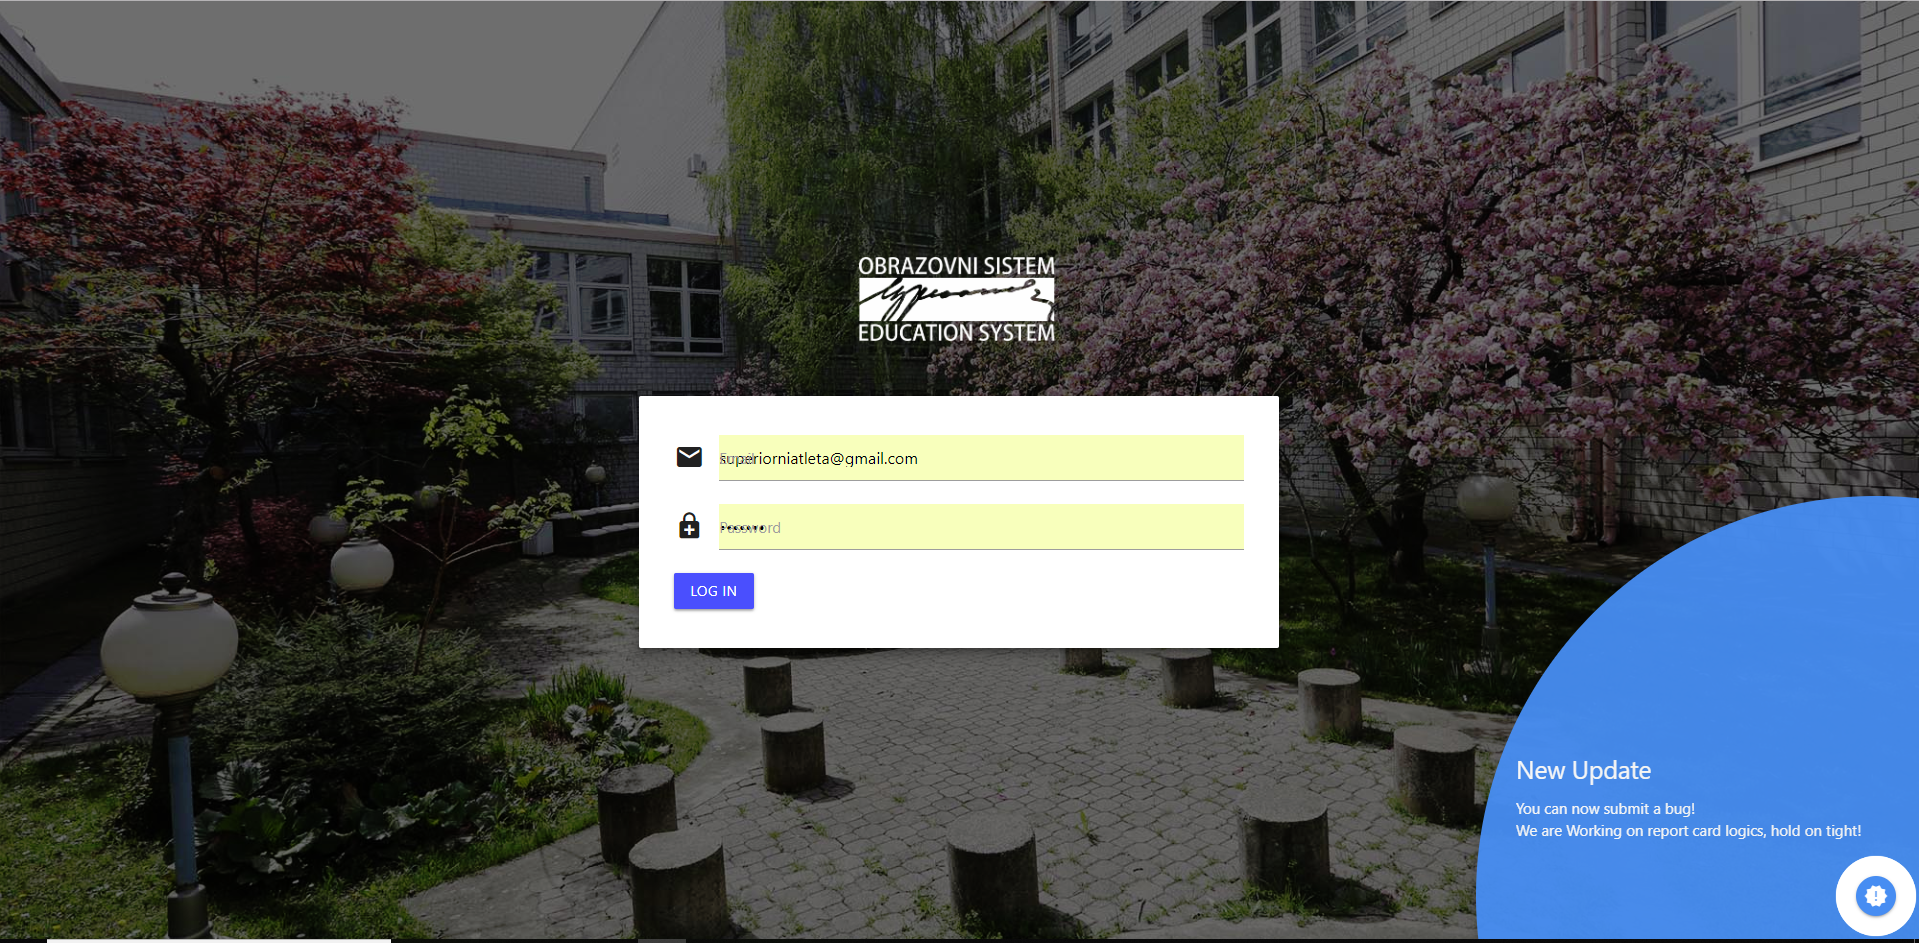 OBRAZOVNI SISTEM
EDUCATION SYSTEM
Email
superiorniatleta@gmail.com
Password
LOG IN
New Update
You can now submit a bug!
We are Working on report card logics, hold on tight!